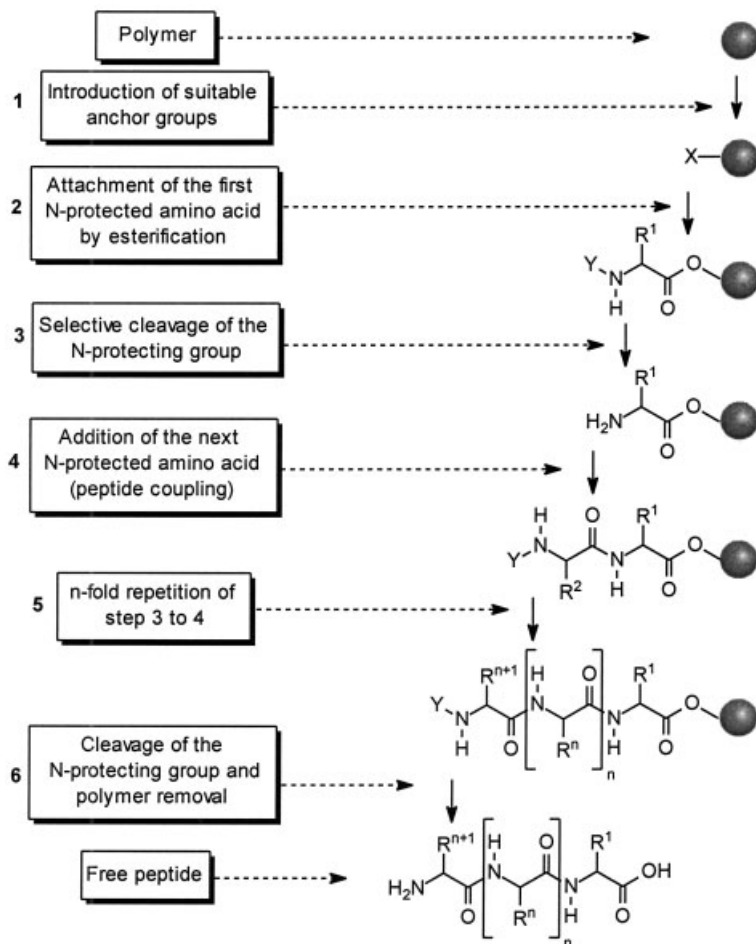 Polymer
1
Introduction of suitable
anchor groups
X
2
Attachment of the first
N-protected amino acid
by esterification
R1
Y
N
H
O
O
3
Selective cleavage of the
N-protecting group
R1
H2N
O
O
4
Addition of the next
N-protected amino acid
(peptide coupling)
H
N
Y
R2
O
N
H
R1
O
O
5
n-fold repetition of
step 3 to 4
Rn+1
Y
N
H
O
H
N
Rn
O
n
N
H
R1
O
O
6
Cleavage of the
N-protecting group and
polymer removal
Free peptide
Rn+1
H2N
O
H
N
Rn
O
n
N
H
R1
OH
O